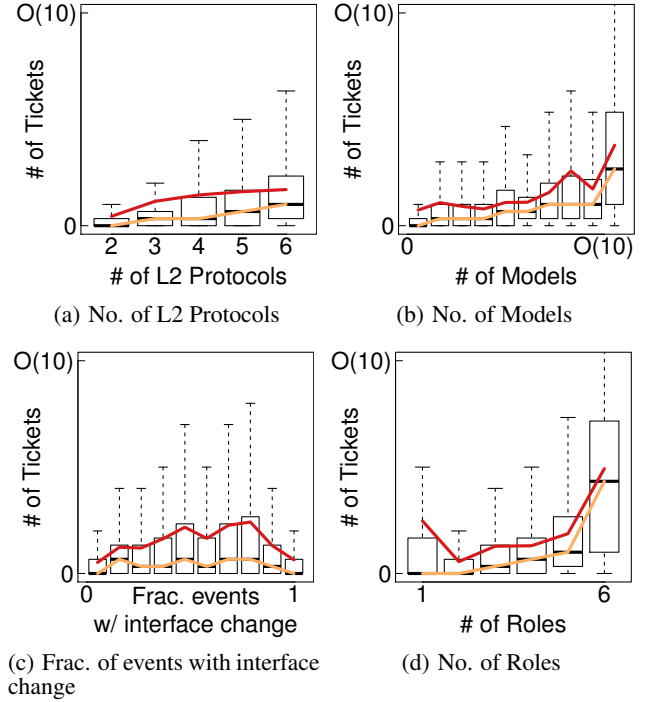 O(10)
# of Tickets
0
2 3 4 5 6
# of L2 Protocols
(a) No. of L2 Protocols
O(10)
# of Tickets
0
0 O(10)
# of Models
(b) No. of Models
O(10)
# of Tickets
0
0 Frac. events 1
w/ interface change
(c) Frac. of events with interface
change
O(10)
# of Tickets
0
1 6
# of Roles
(d) No. of Roles